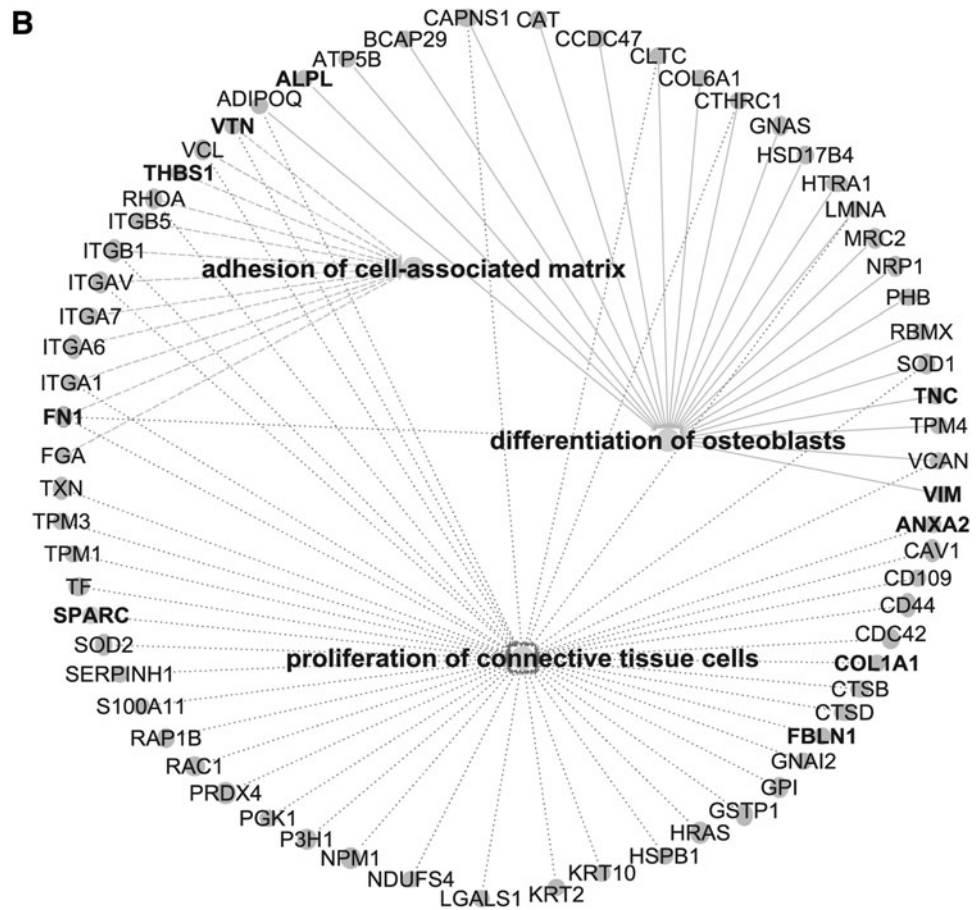 B
CAPNS1
CAT
BCAP29
CCDC47
ATP5B
CLTC
ALPL
COL6A1
ADIPOQ
CTHRC1
VTN
GNAS
VCL
HSD17B4
THBS1
HTRA1
RHOA
LMNA
ITGB5
MRC2
ITGB1
NRP1
adhesion of cell-associated matrix
ITGAV
PHB
ITGA7
RBMX
ITGA6
SOD1
ITGA1
TNC
FN1
TPM4
differentiation of osteoblasts
FGA
VCAN
TXN
VIM
TPM3
ANXA2
TPM1
CAV1
TF
CD109
SPARC
CD44
SOD2
CDC42
proliferation of connective tissue cells
SERPINH1
COL1A1
S100A11
CTSB
CTSD
RAP1B
FBLN1
RAC1
GNAI2
PRDX4
GPI
PGK1
GSTP1
P3H1
HRAS
NPM1
HSPB1
NDUFS4
KRT10
LGALS1
KRT2